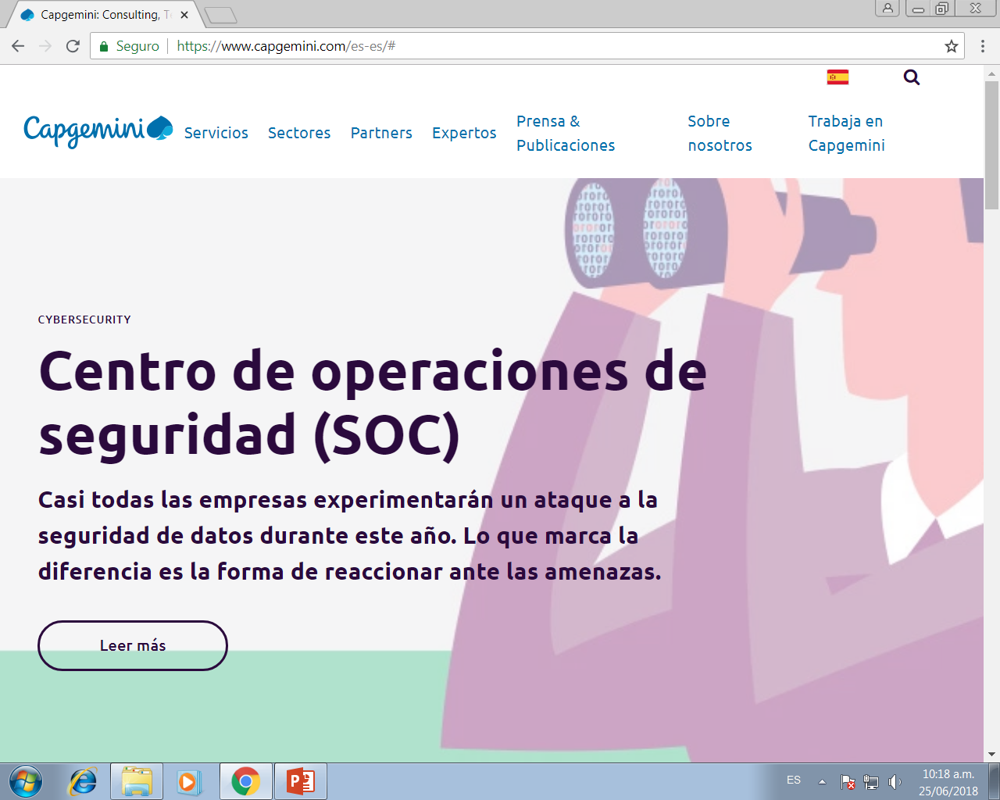 Capgemini: Consulting, T
Seguro
https://www.capgemini.com/es-es/#
Capgemini
Servicios
Sectores
Partners
Expertos
Prensa &
Publicaciones
Sobre
nosotros
Trabaja en
Capgemini
CYBERSECURITY
Centro de operaciones de
seguridad (SOC)
Casi todas las empresas experimentarán un ataque a la
seguridad de datos durante este año. Lo que marca la
diferencia es la forma de reaccionar ante las amenazas.
Leer más
ES
10:18 a.m.
25/06/2018